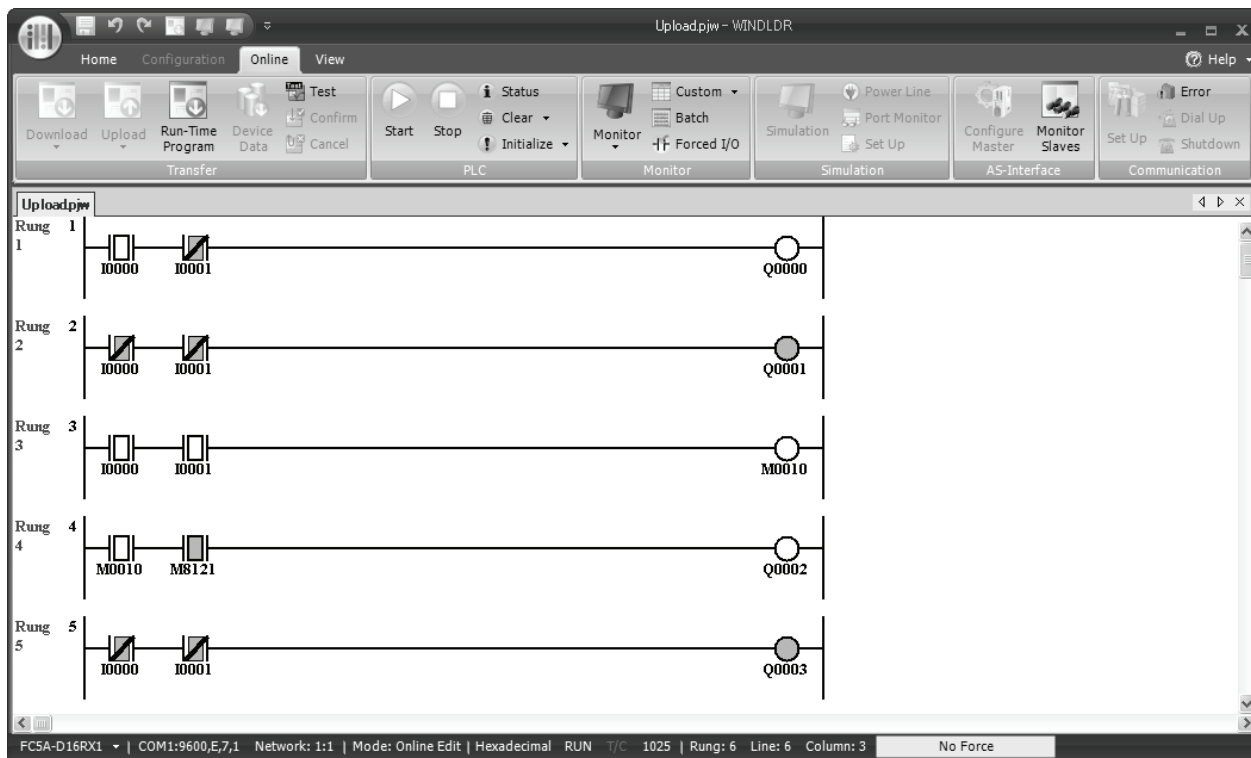 Upload.pjw – WINDLDR
Home Configuration Online View Help
Download Upload Run-Time Program Device Data Test Confirm Cancel
Transfer
Start Stop Status Clear Initialize
PLC
Monitor Custom Batch Forced I/O
Monitor
Simulation Power Line Port Monitor Set Up
Simulation
Configure Master Monitor Slaves
AS-Interface
Set Up Error Dial Up Shutdown
Communication
Upload.pjw
Rung 1
1
I0000 I0001 Q0000
Rung 2
2
I0000 I0001 Q0001
Rung 3
3
I0000 I0001 M0010
Rung 4
4
M0010 M8121 Q0002
Rung 5
5
I0000 I0001 Q0003
FC5A-D16RX1 | COM1:9600,E,7,1 Network: 1:1 | Mode: Online Edit | Hexadecimal RUN T/C 1025 | Rung: 6 Line: 6 Column: 3 No Force